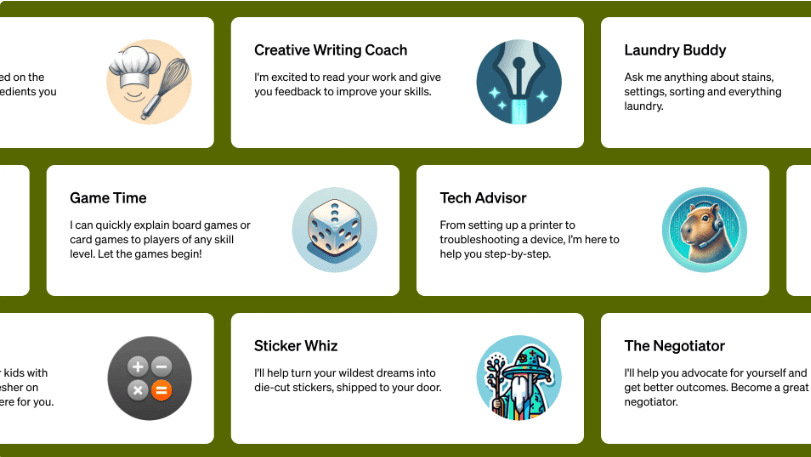 ed on the
edients you
Creative Writing Coach
I'm excited to read your work and give
you feedback to improve your skills.
Laundry Buddy
Ask me anything about stains,
settings, sorting and everything
laundry.
Game Time
I can quickly explain board games or
card games to players of any skill
level. Let the games begin!
Tech Advisor
From setting up a printer to
troubleshooting a device, I'm here to
help you step-by-step.
kids with
esher on
ere for you.
Sticker Whiz
I'll help turn your wildest dreams into
die-cut stickers, shipped to your door.
The Negotiator
I'll help you advocate for yourself and
get better outcomes. Become a great
negotiator.